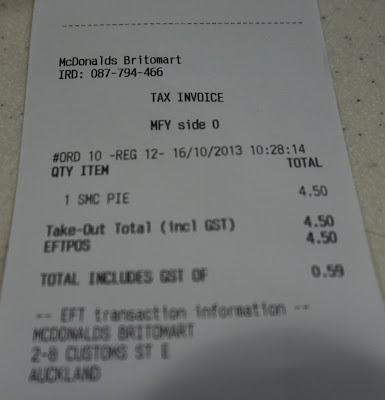 McDonalds Britomart
IRD: 087-794-466
TAX INVOICE
MFY side 0
#ORD 10 -REG 12- 16/10/2013 10:28:14
QTY ITEM TOTAL
1 SMC PIE 4.50
Take-Out Total (incl GST) 4.50
EFTPOS 4.50
TOTAL INCLUDES GST OF 0.59
-- EFT transaction information --
MCDONALDS BRITOMART
2-8 CUSTOMS ST E
AUCKLAND